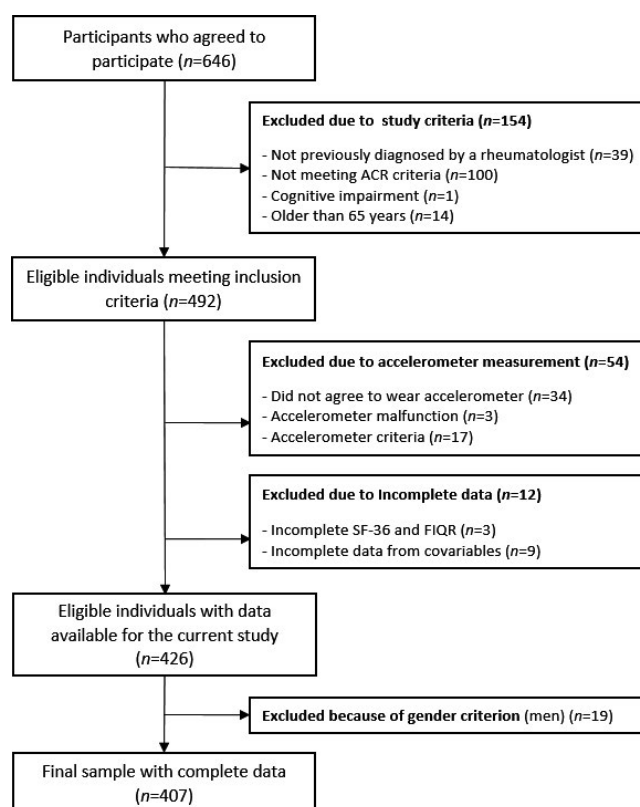 Participants who agreed to
participate (n=646)
Excluded due to study criteria (n=154)
- Not previously diagnosed by a rheumatologist (n=39)
- Not meeting ACR criteria (n=100)
- Cognitive impairment (n=1)
- Older than 65 years (n=14)
Eligible individuals meeting inclusion
criteria (n=492)
Excluded due to accelerometer measurement (n=54)
- Did not agree to wear accelerometer (n=34)
- Accelerometer malfunction (n=3)
- Accelerometer criteria (n=17)
Excluded due to Incomplete data (n=12)
- Incomplete SF-36 and FIQR (n=3)
- Incomplete data from covariables (n=9)
Eligible individuals with data
available for the current study
(n=426)
Excluded because of gender criterion (men) (n=19)
Final sample with complete data
(n=407)